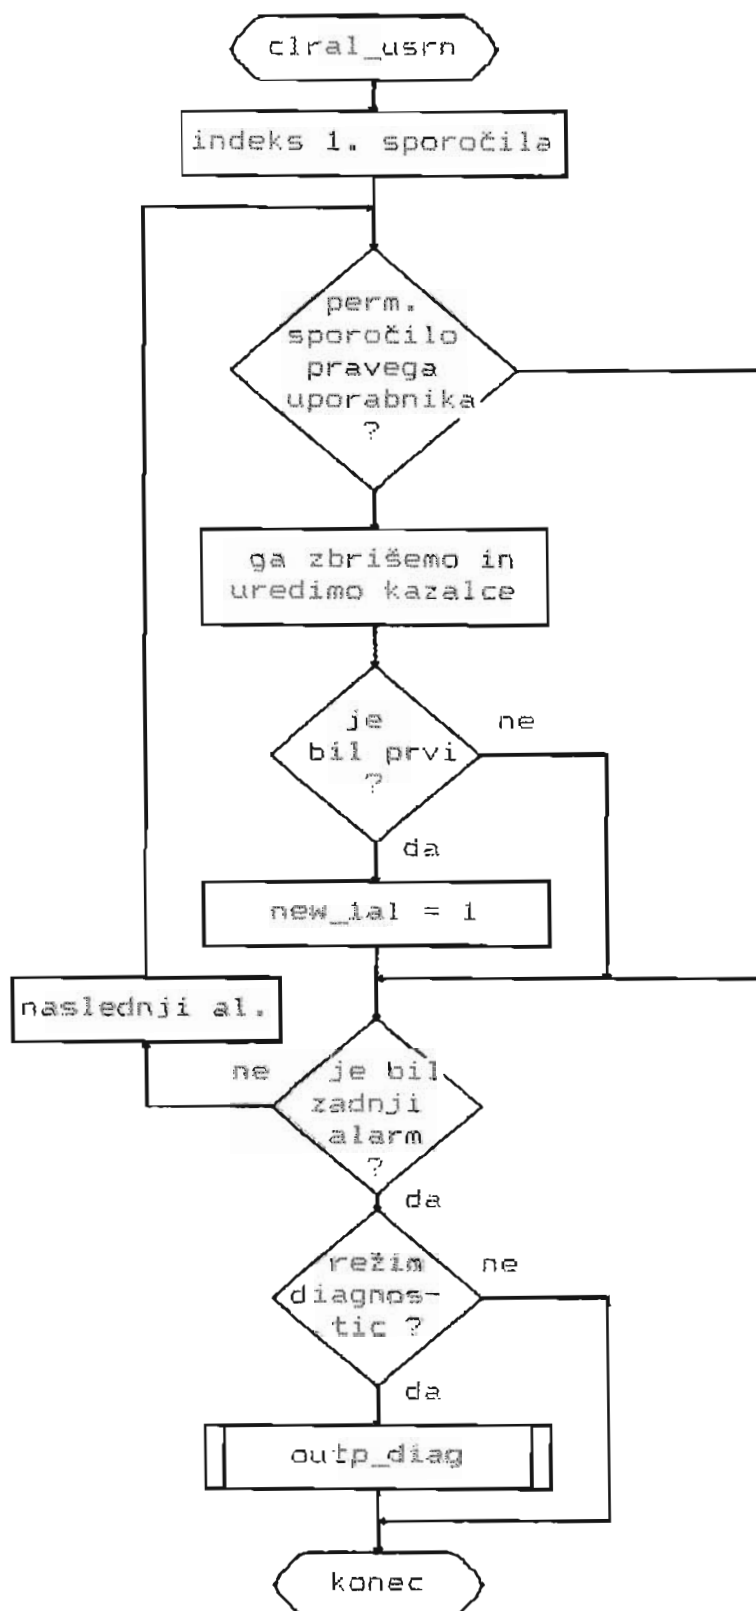 clral_usrn
indeks 1. sporočila
perm.
sporočilo
pravega
uporabnika
?
ga zbrišemo in
uredimo kazalce
je
bil prvi
?
ne
da
new_ial = 1
naslednji al.
ne
je bil
zadnji
alarm
?
da
režim
diagnos-
tic ?
ne
da
outp_diag
konec